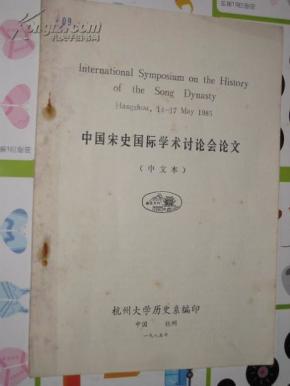 09
International Symposium on the History
of the Song Dynasty
Hangzhou, 14-17 May 1985
中国宋史国际学术讨论会论文
（中文本）
杭州大学历史系编印
中国 杭州
一九八五年